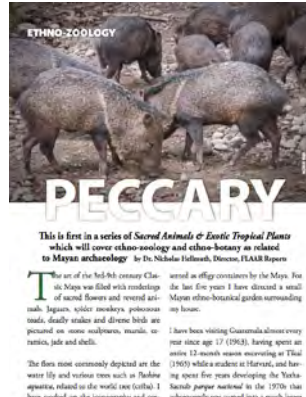 ETHNO-ZOOLOGY
PECCARY
This is first in a series of Sacred Animals & Exotic Tropical Plants
which will cover ethno-zoology and ethno-botany as related
to Mayan archaeology by Dr. Nicholas Hellmuth, Director, FLAAR Reports
The art of the 3rd-9th century Clas-
sic Maya was filled with renderings
of sacred flowers and revered ani-
mals. Jaguars, spider monkeys, poisonous
toads, deadly snakes and diverse birds are
pictured on stone sculptures, murals, ce-
ramics, jade and shells.
The flora most commonly depicted are the
water lily and various trees such as Pachira
aquatica, related to the world tree (ceiba). I
served as effigy containers by the Maya. For
the last five years I have directed a small
Mayan ethno-botanical garden surrounding
my house.
I have been visiting Guatemala almost every
year since age 17 (1963), having spent an
entire 12-month season excavating at Tikal
(1965) while a student at Harvard, and hav-
ing spent five years developing the Yaxha-
Sacnab parque national in the 1970s that